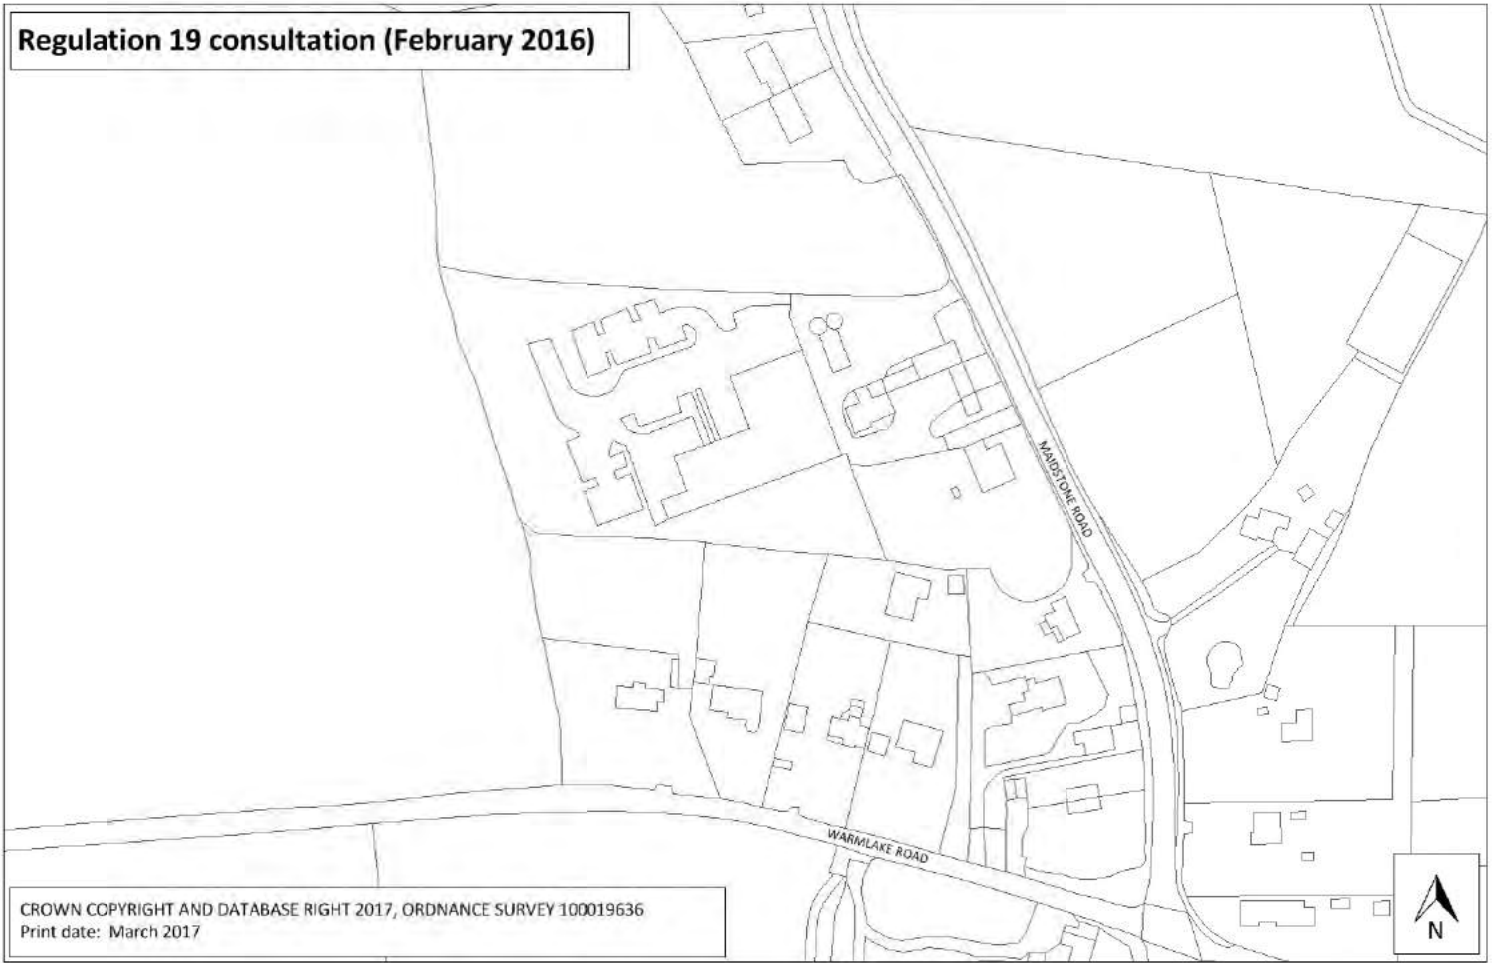 Regulation 19 consultation (February 2016)
MAIDSTONE ROAD
WARMLAKE ROAD
CROWN COPYRIGHT AND DATABASE RIGHT 2017, ORDNANCE SURVEY 100019636
Print date: March 2017
N